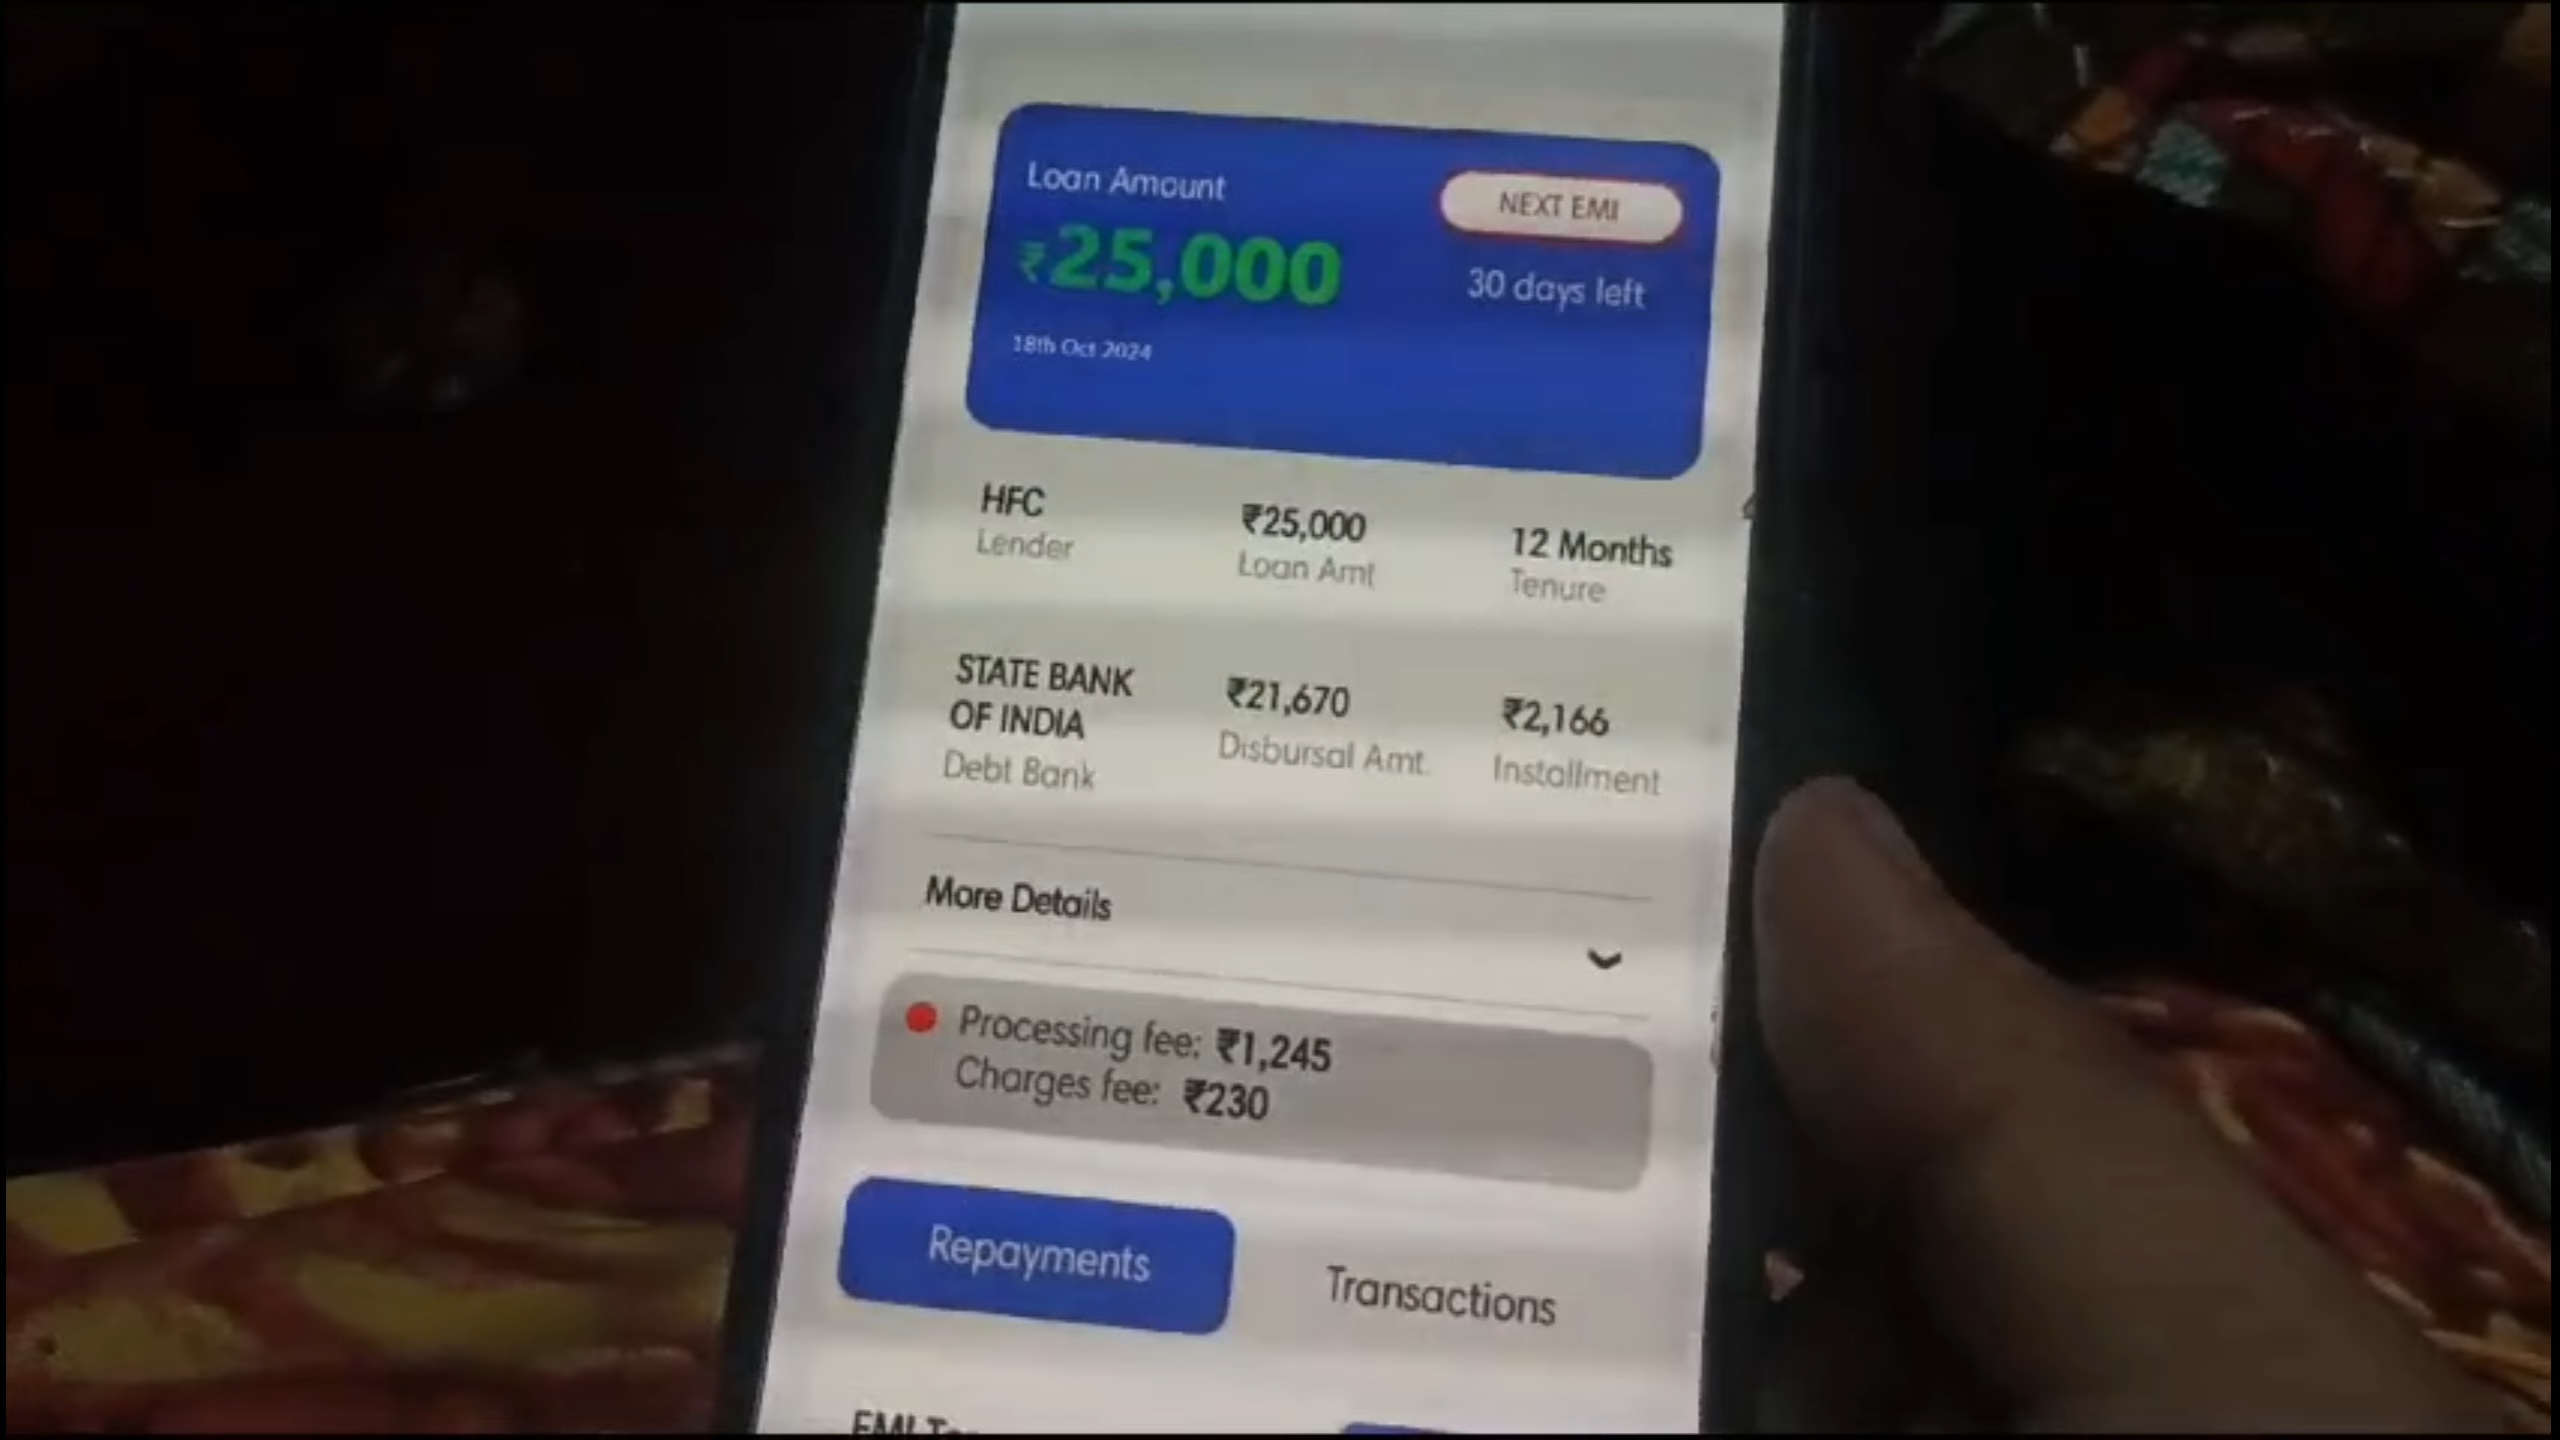 Loan Amount
NEXT EMI
₹25,000
30 days left
18th Oct 2024
HFC
Lender
₹25,000
Loan Amt
12 Months
Tenure
STATE BANK
OF INDIA
Debt Bank
₹21,670
Disbursal Amt.
₹2,166
Installment
More Details
Processing fee: ₹1,245
Charges fee: ₹230
Repayments
Transactions
EMI